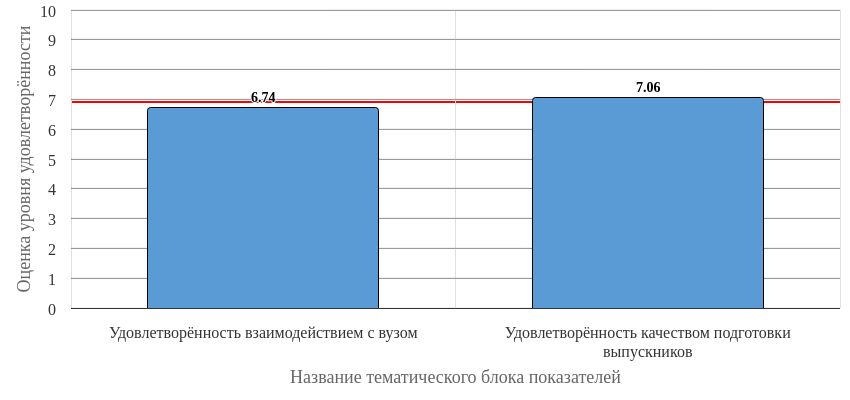 Оценка уровня удовлетворённости
10
9
8
7
6
5
4
3
2
1
0
6.74
7.06
Удовлетворённость взаимодействием с вузом
Удовлетворённость качеством подготовки
выпускников
Название тематического блока показателей